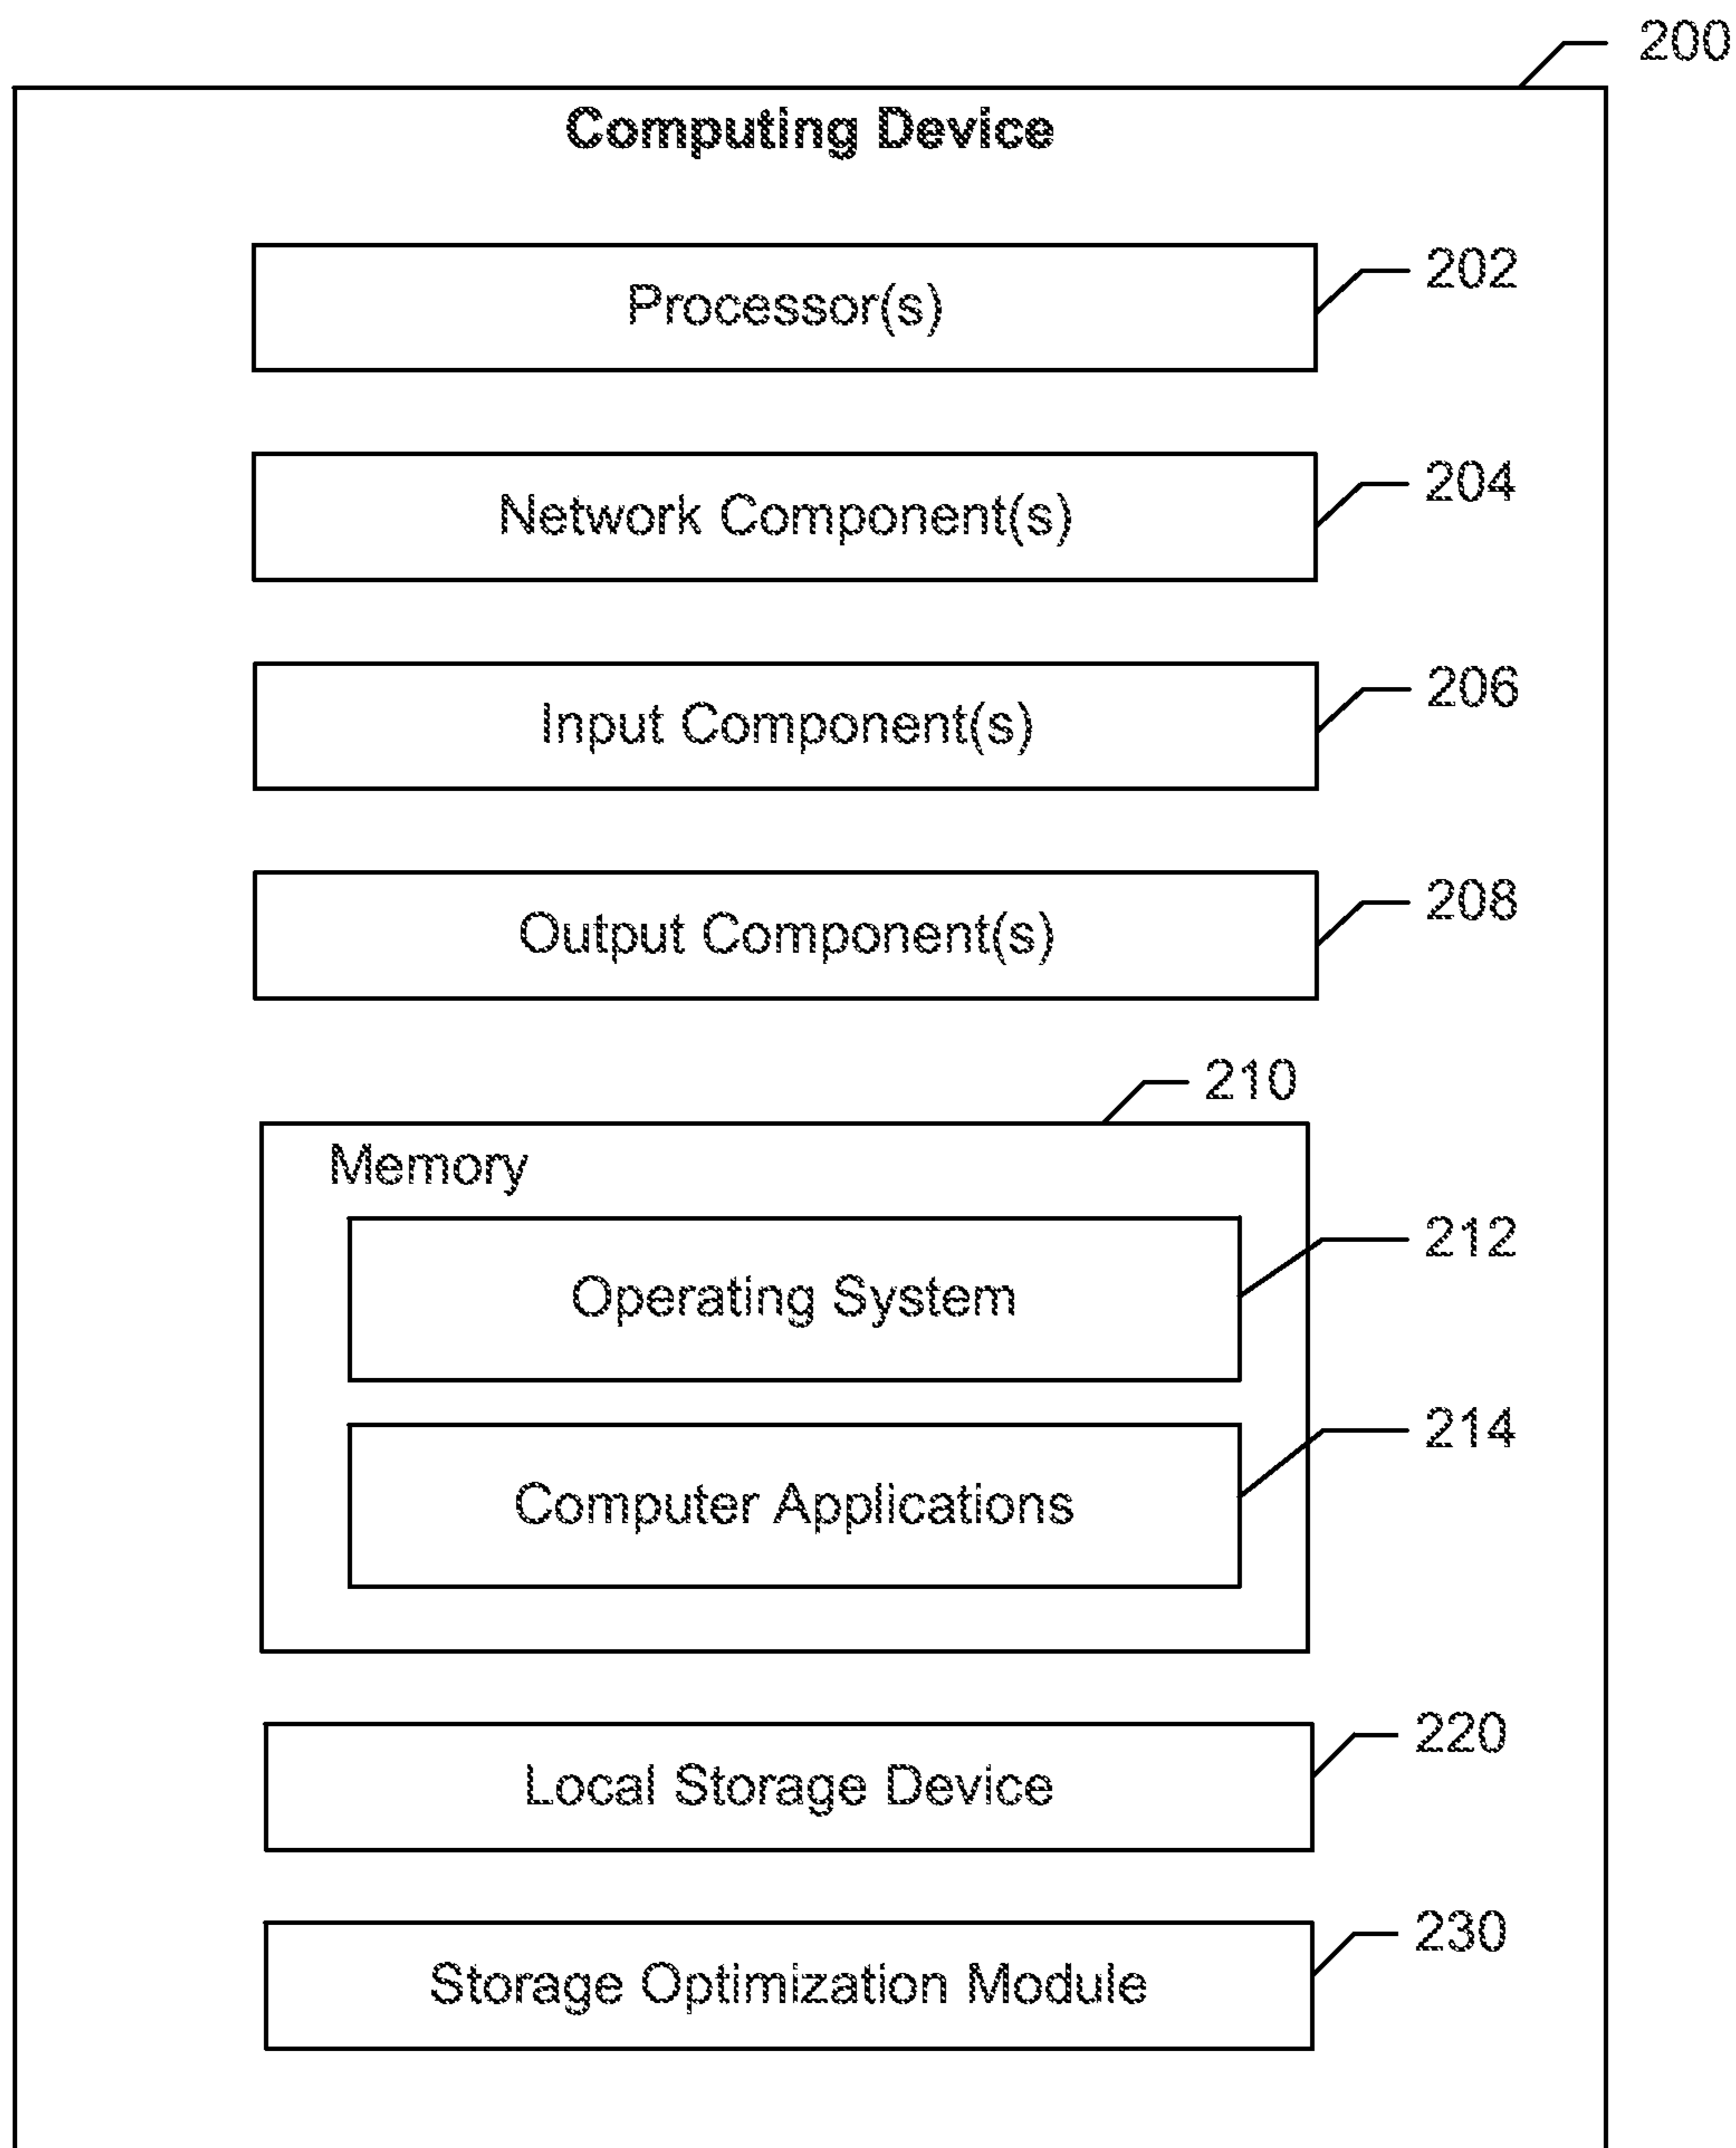 200
Computing Device
Processor(s)
202
Network Component(s)
204
Input Component(s)
206
Output Component(s)
208
210
Memory
Operating System
212
Computer Applications
214
Local Storage Device
220
Storage Optimization Module
230